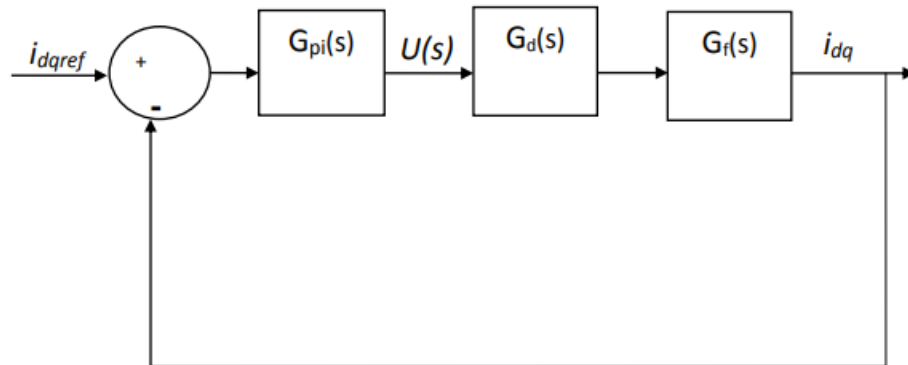 i_dqref
+
-
G_pi(s)
U(s)
G_d(s)
G_f(s)
i_dq